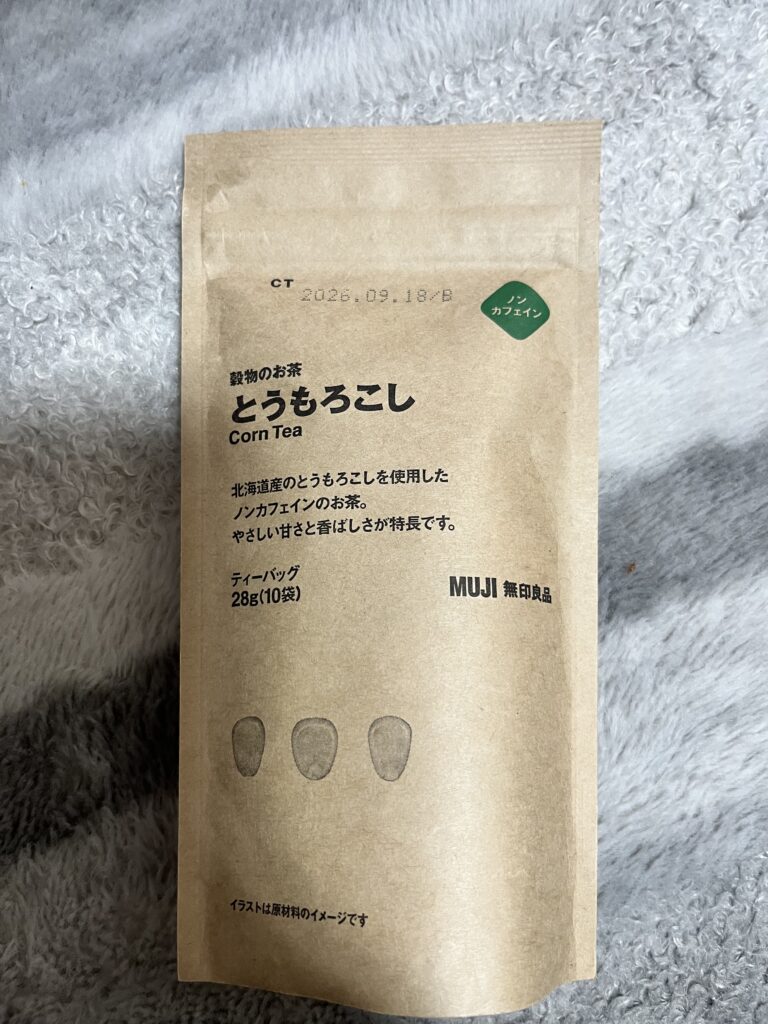 CT
2026.09.18/B
ノン
カフェイン
穀物のお茶
とうもろこし
Corn Tea
北海道産のとうもろこしを使用した
ノンカフェインのお茶。
やさしい甘さと香ばしさが特長です。
ティーバッグ
28g(10袋)
MUJI 無印良品
イラストは原材料のイメージです